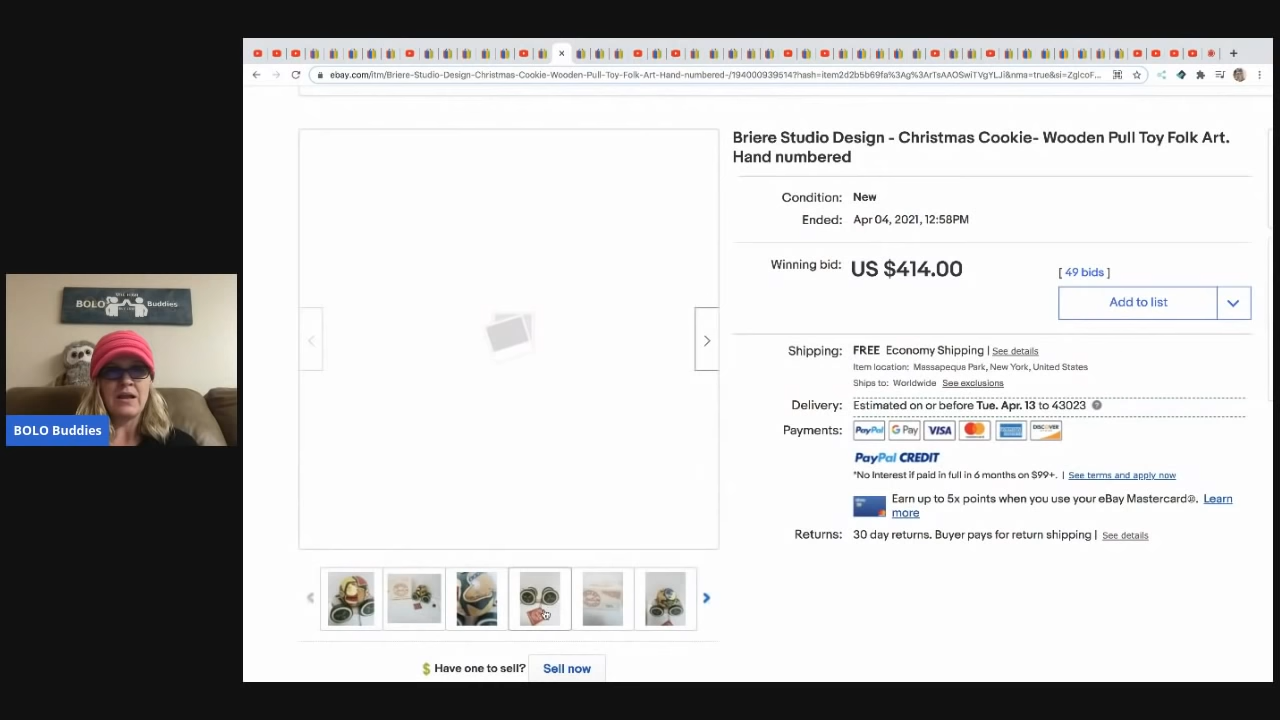 ebay.com/itm/Briere-Studio-Design-Christmas-Cookie-Wooden-Pull-Toy-Folk-Art-Hand-numbered-/194000939514?hash=item2d2b5b69fa%3Ag%3ArTsAAOSwiTVgYLJi&nma=true&si=ZglcoF...
Briere Studio Design - Christmas Cookie- Wooden Pull Toy Folk Art.
Hand numbered
Condition: New
Ended: Apr 04, 2021, 12:58PM
Winning bid: US $414.00
[ 49 bids ]
Add to list
Shipping: FREE Economy Shipping | See details
Item location: Massapequa Park, New York, United States
Ships to: Worldwide See exclusions
Delivery: Estimated on or before Tue. Apr. 13 to 43023
Payments: PayPal G Pay VISA mastercard DISCOVER
PayPal CREDIT
*No Interest if paid in full in 6 months on $99+. | See terms and apply now
Earn up to 5x points when you use your eBay Mastercard®. Learn
more
Returns: 30 day returns. Buyer pays for return shipping | See details
Have one to sell? Sell now
BOLO Buddies
BOLO Buddies